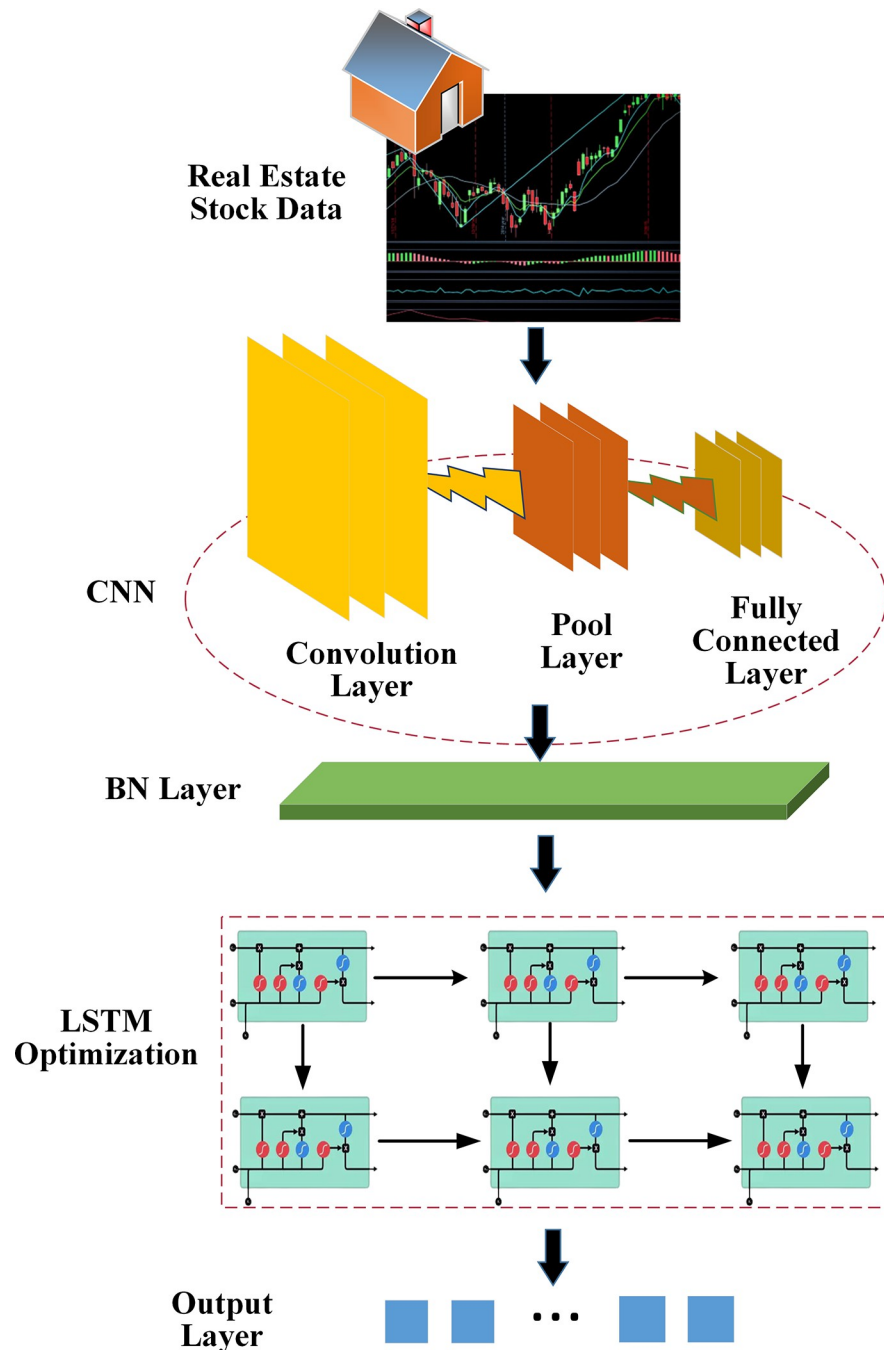 Real Estate
Stock Data
CNN
Convolution
Layer
Pool
Layer
Fully
Connected
Layer
BN Layer
LSTM
Optimization
Output
Layer